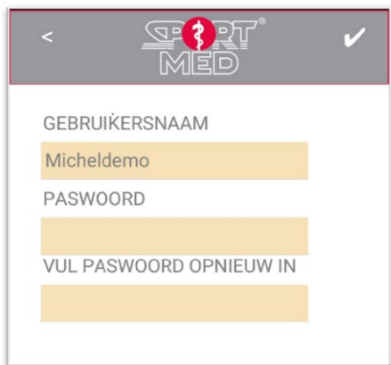 <
SPORT®
MED
✔
GEBRUIKERSNAAM
Micheldemo
PASWOORD
VUL PASWOORD OPNIEUW IN